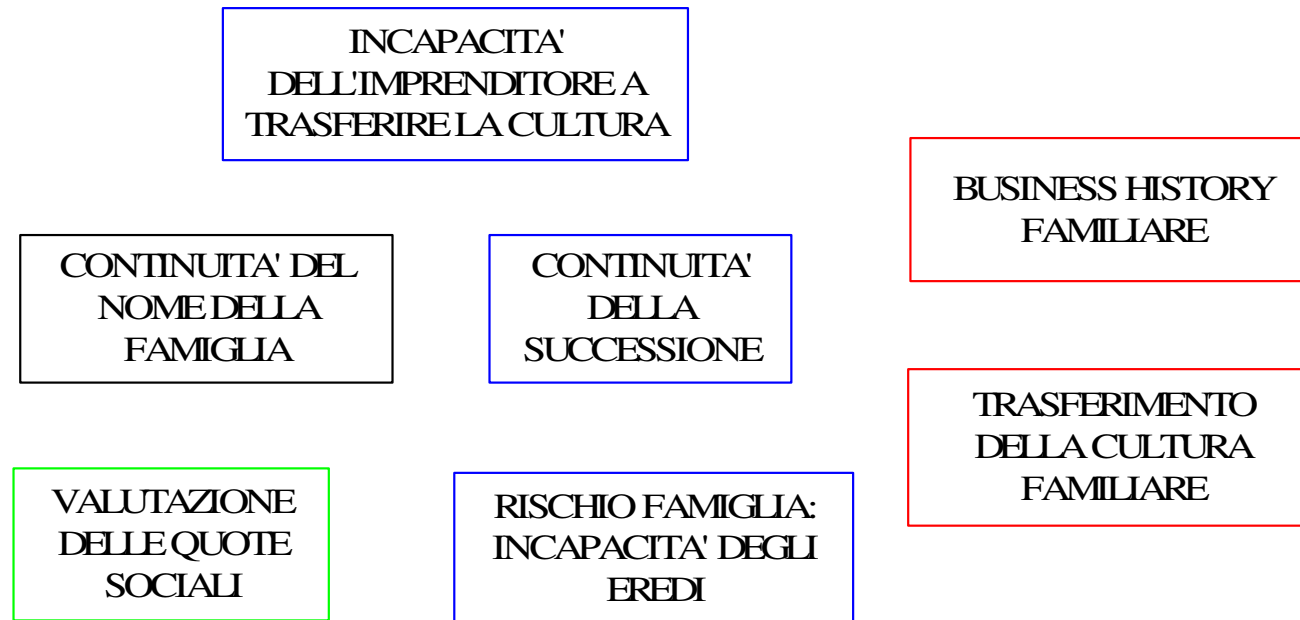 INCAPACITA'
DELL'IMPRENDITORE A
TRASFERIRE LA CULTURA
BUSINESS HISTORY
FAMILIARE
CONTINUITA' DEL
NOME DELLA
FAMIGLIA
CONTINUITA'
DELLA
SUCCESSIONE
TRASFERIMENTO
DELLA CULTURA
FAMILIARE
VALUTAZIONE
DELLE QUOTE
SOCIALI
RISCHIO FAMIGLIA:
INCAPACITA' DEGLI
EREDI